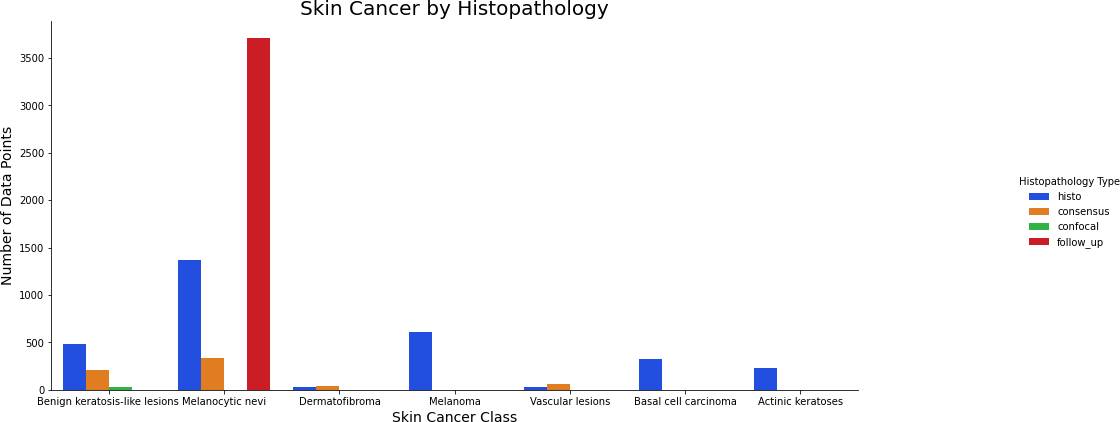 Skin Cancer by Histopathology
Number of Data Points
3500
3000
2500
2000
1500
1000
500
0
Benign keratosis-like lesions Melanocytic nevi Dermatofibroma Melanoma Vascular lesions Basal cell carcinoma Actinic keratoses
Skin Cancer Class
Histopathology Type
histo
consensus
confocal
follow_up